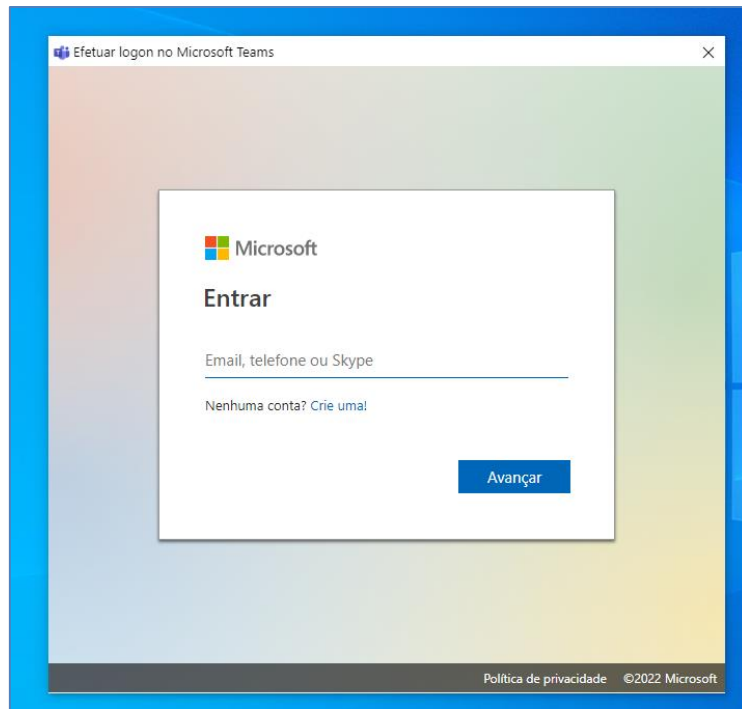 Efetuar logon no Microsoft Teams
Microsoft
Entrar
Email, telefone ou Skype
Nenhuma conta? Crie uma!
Avançar
Política de privacidade ©2022 Microsoft